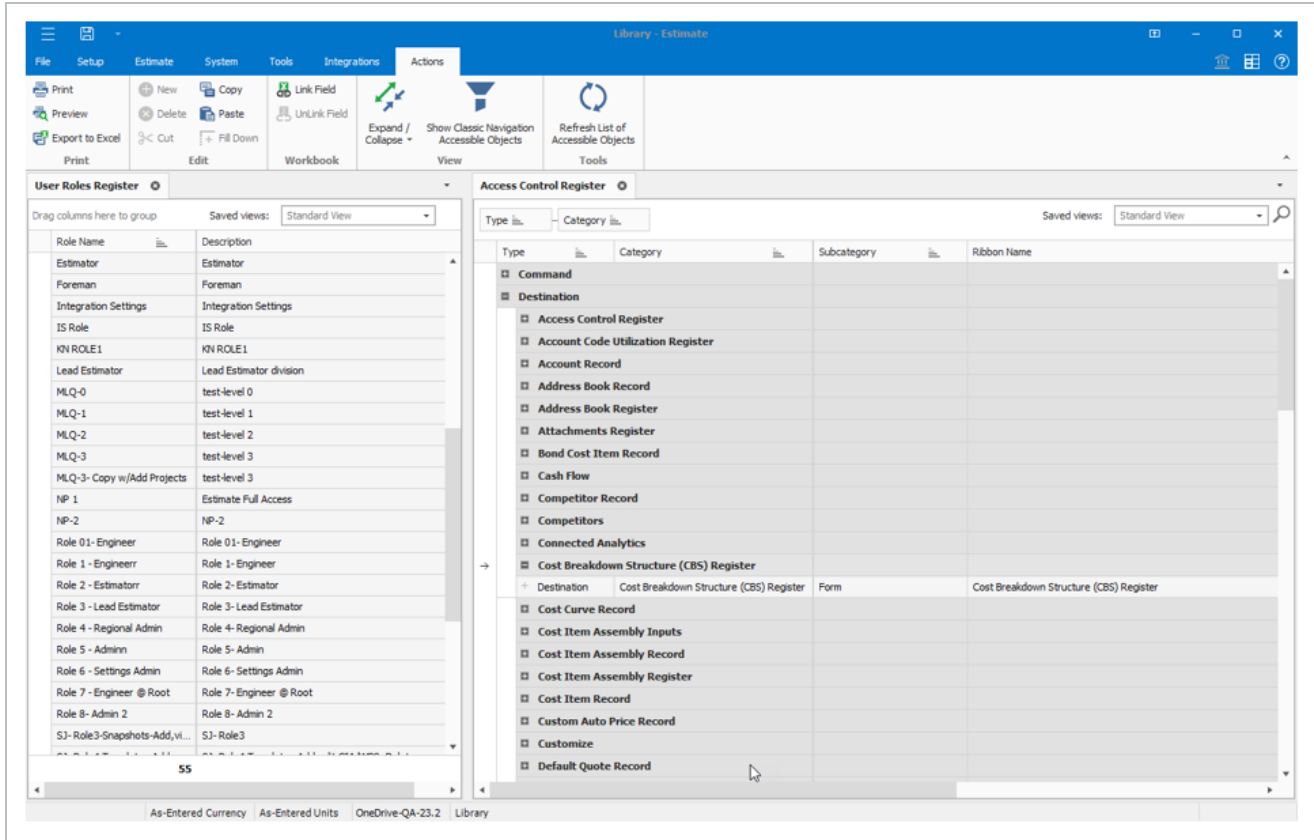 Library - Estimate
File Setup Estimate System Tools Integrations Actions
Print New Copy Link Field
Preview Delete Paste UnLink Field
Export to Excel Cut Fill Down
Expand / Collapse
Show Classic Navigation Accessible Objects
Refresh List of Accessible Objects
Print Edit Workbook View Tools
User Roles Register
Drag columns here to group Saved views: Standard View
Role Name Description
Estimator Estimator
Foreman Foreman
Integration Settings Integration Settings
IS Role IS Role
KN ROLE1 KN ROLE1
Lead Estimator Lead Estimator division
MLQ-0 test-level 0
MLQ-1 test-level 1
MLQ-2 test-level 2
MLQ-3 test-level 3
MLQ-3- Copy w/Add Projects test-level 3
NP 1 Estimate Full Access
NP-2 NP-2
Role 01- Engineer Role 01- Engineer
Role 1 - Engineerr Role 1- Engineer
Role 2 - Estimatorr Role 2- Estimator
Role 3 - Lead Estimator Role 3- Lead Estimator
Role 4 - Regional Admin Role 4- Regional Admin
Role 5 - Adminn Role 5- Admin
Role 6 - Settings Admin Role 6- Settings Admin
Role 7 - Engineer @ Root Role 7- Engineer @ Root
Role 8- Admin 2 Role 8- Admin 2
SJ- Role3-Snapshots-Add,vi... SJ- Role3
55
Access Control Register
Type Category Saved views: Standard View
Type Category Subcategory Ribbon Name
Command
Destination
Access Control Register
Account Code Utilization Register
Account Record
Address Book Record
Address Book Register
Attachments Register
Bond Cost Item Record
Cash Flow
Competitor Record
Competitors
Connected Analytics
Cost Breakdown Structure (CBS) Register
Destination Cost Breakdown Structure (CBS) Register Form Cost Breakdown Structure (CBS) Register
Cost Curve Record
Cost Item Assembly Inputs
Cost Item Assembly Record
Cost Item Assembly Register
Cost Item Record
Custom Auto Price Record
Customize
Default Quote Record
As-Entered Currency As-Entered Units OneDrive-QA-23.2 Library